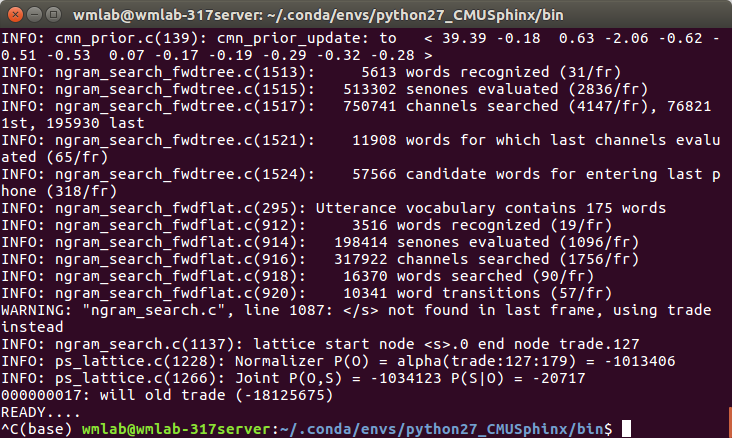 wmlab@wmlab-317server: ~/.conda/envs/python27_CMUSphinx/bin
INFO: cmn_prior.c(139): cmn_prior_update: to   < 39.39 -0.18  0.63 -2.06 -0.62 -
0.51 -0.53  0.07 -0.17 -0.19 -0.29 -0.32 -0.28 >
INFO: ngram_search_fwdtree.c(1513):     5613 words recognized (31/fr)
INFO: ngram_search_fwdtree.c(1515):   513302 senones evaluated (2836/fr)
INFO: ngram_search_fwdtree.c(1517):   750741 channels searched (4147/fr), 76821
1st, 195930 last
INFO: ngram_search_fwdtree.c(1521):    11908 words for which last channels evalu
ated (65/fr)
INFO: ngram_search_fwdtree.c(1524):    57566 candidate words for entering last p
hone (318/fr)
INFO: ngram_search_fwdflat.c(295): Utterance vocabulary contains 175 words
INFO: ngram_search_fwdflat.c(912):     3516 words recognized (19/fr)
INFO: ngram_search_fwdflat.c(914):   198414 senones evaluated (1096/fr)
INFO: ngram_search_fwdflat.c(916):   317922 channels searched (1756/fr)
INFO: ngram_search_fwdflat.c(918):    16370 words searched (90/fr)
INFO: ngram_search_fwdflat.c(920):    10341 word transitions (57/fr)
WARNING: "ngram_search.c", line 1087: </s> not found in last frame, using trade
instead
INFO: ngram_search.c(1137): lattice start node <s>.0 end node trade.127
INFO: ps_lattice.c(1228): Normalizer P(O) = alpha(trade:127:179) = -1013406
INFO: ps_lattice.c(1266): Joint P(O,S) = -1034123 P(S|O) = -20717
000000017: will old trade (-18125675)
READY....
^C(base) wmlab@wmlab-317server:~/.conda/envs/python27_CMUSphinx/bin$